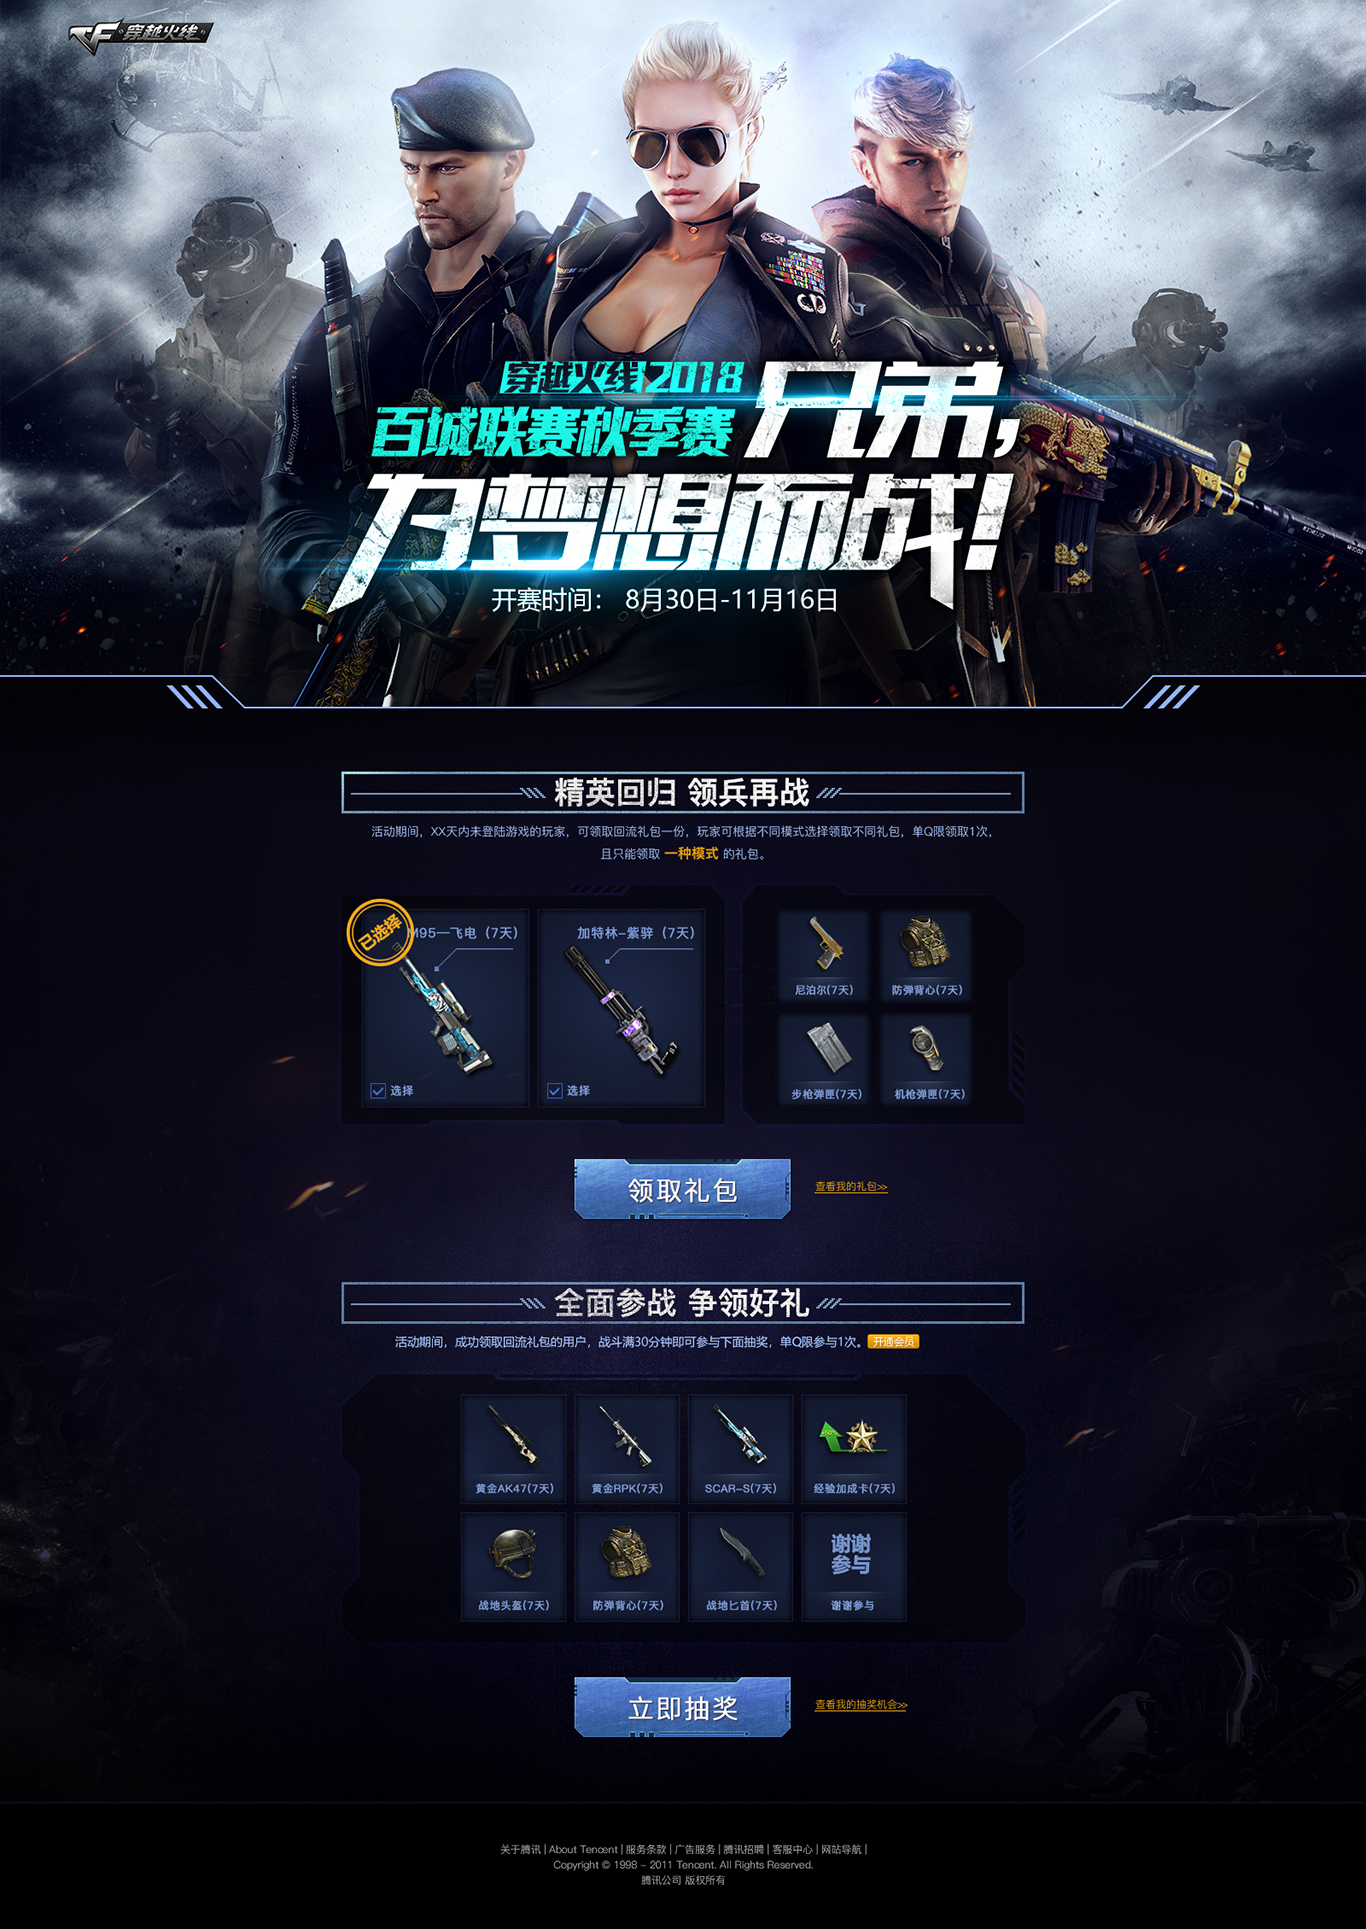 CF 穿越火线
穿越火线2018
百城联赛秋季赛
兄弟,
为梦想而战!
开赛时间： 8月30日-11月16日
精英回归 领兵再战
活动期间，XX天内未登陆游戏的玩家，可领取回流礼包一份，玩家可根据不同模式选择领取不同礼包，单Q限领取1次，
且只能领取 一种模式 的礼包。
已选择
M95—飞电（7天）
加特林-紫骍（7天）
选择
选择
尼泊尔(7天)
防弹背心(7天)
步枪弹匣(7天)
机枪弹匣(7天)
领取礼包
查看我的礼包>>
全面参战 争领好礼
活动期间，成功领取回流礼包的用户，战斗满30分钟即可参与下面抽奖，单Q限参与1次。 开通会员
黄金AK47(7天)
黄金RPK(7天)
SCAR-S(7天)
经验加成卡(7天)
战地头盔(7天)
防弹背心(7天)
战地匕首(7天)
谢谢
参与
谢谢参与
立即抽奖
查看我的抽奖机会>>
关于腾讯 | About Tencent | 服务条款 | 广告服务 | 腾讯招聘 | 客服中心 | 网站导航 |
Copyright © 1998 - 2011 Tencent. All Rights Reserved.
腾讯公司 版权所有